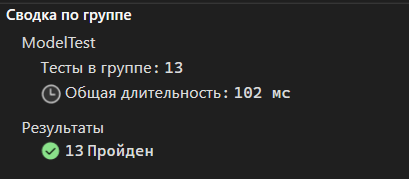 Сводка по группе
ModelTest
Тесты в группе: 13
Общая длительность: 102 мс
Результаты
13 Пройден